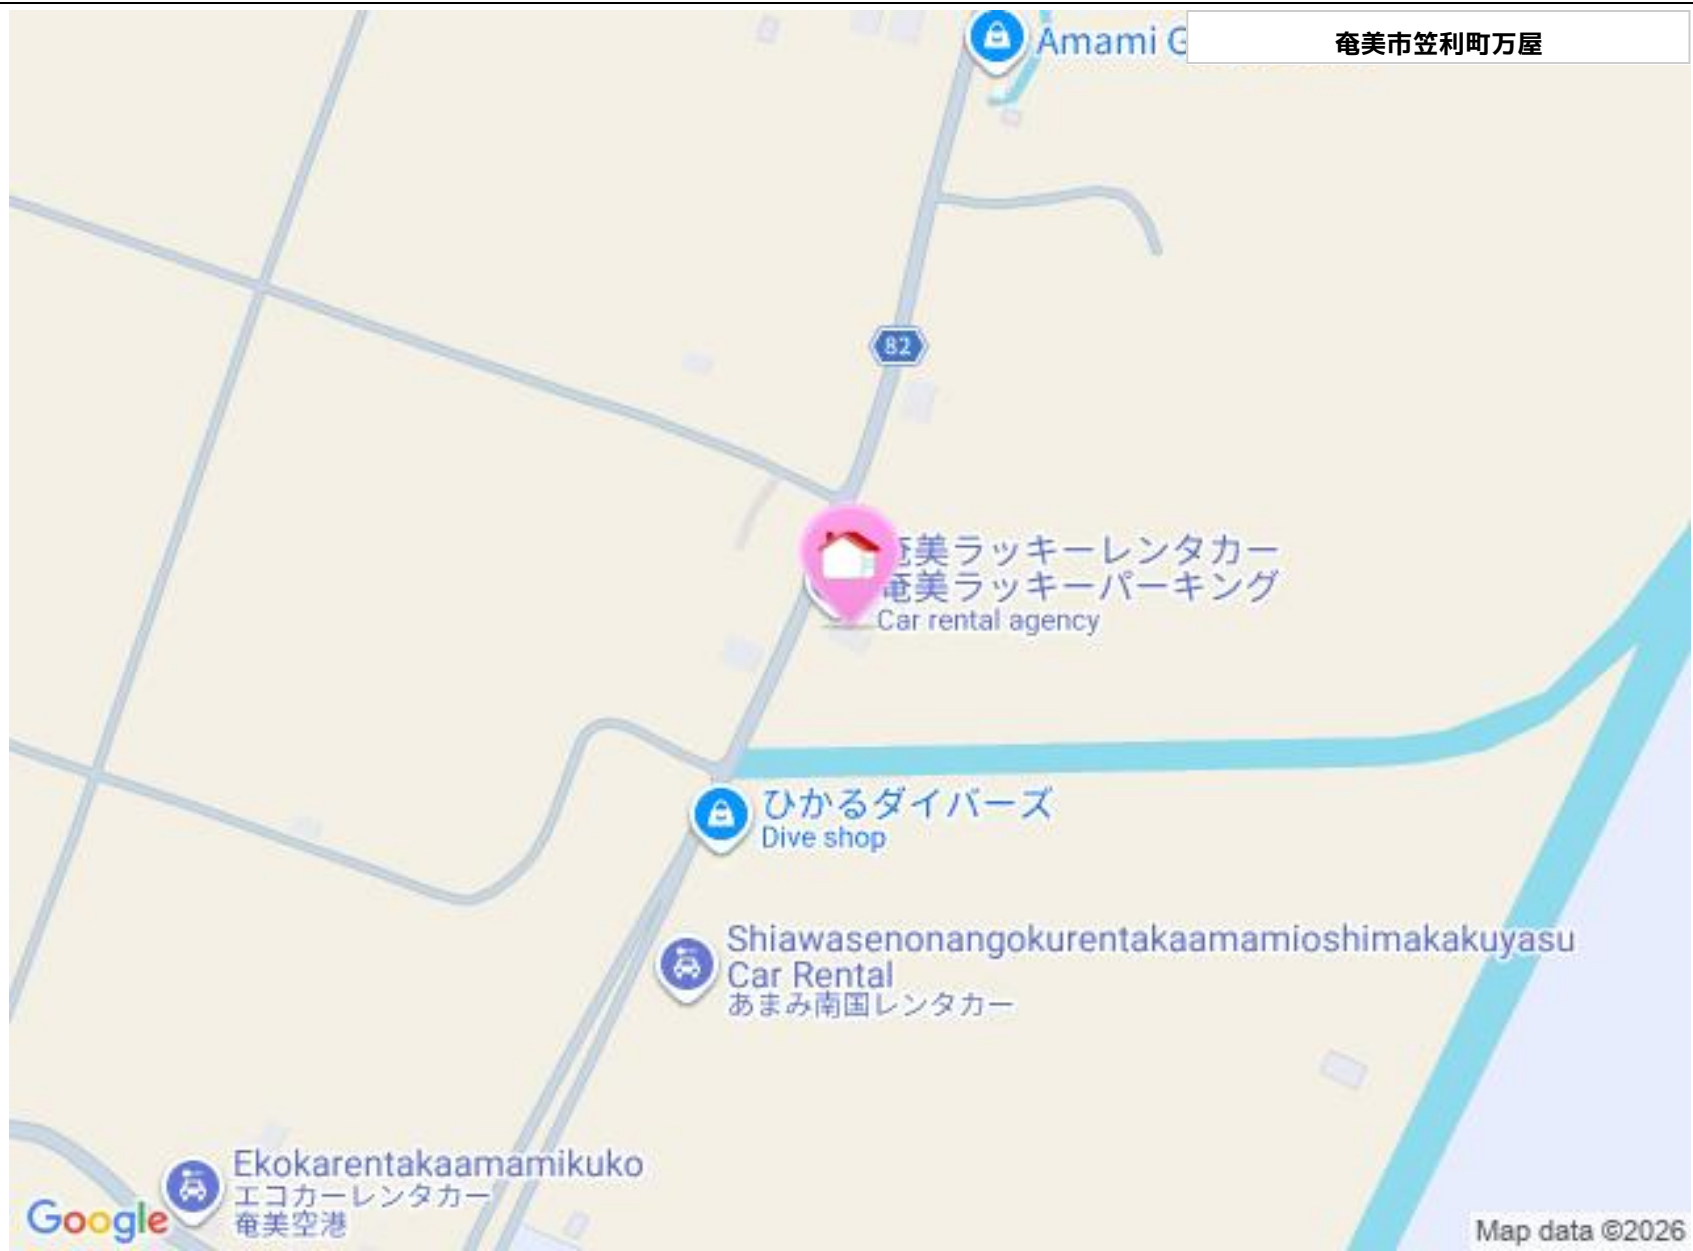 Amami G
奄美市笠利町万屋
82
奄美ラッキーレンタカー
奄美ラッキーパーキング
Car rental agency
ひかるダイバーズ
Dive shop
Shiawasenonangokurentakaamamioshimakakuyasu
Car Rental
あまみ南国レンタカー
Ekokarentakaamamikuko
エコカーレンタカー
奄美空港
Google
Map data ©2026